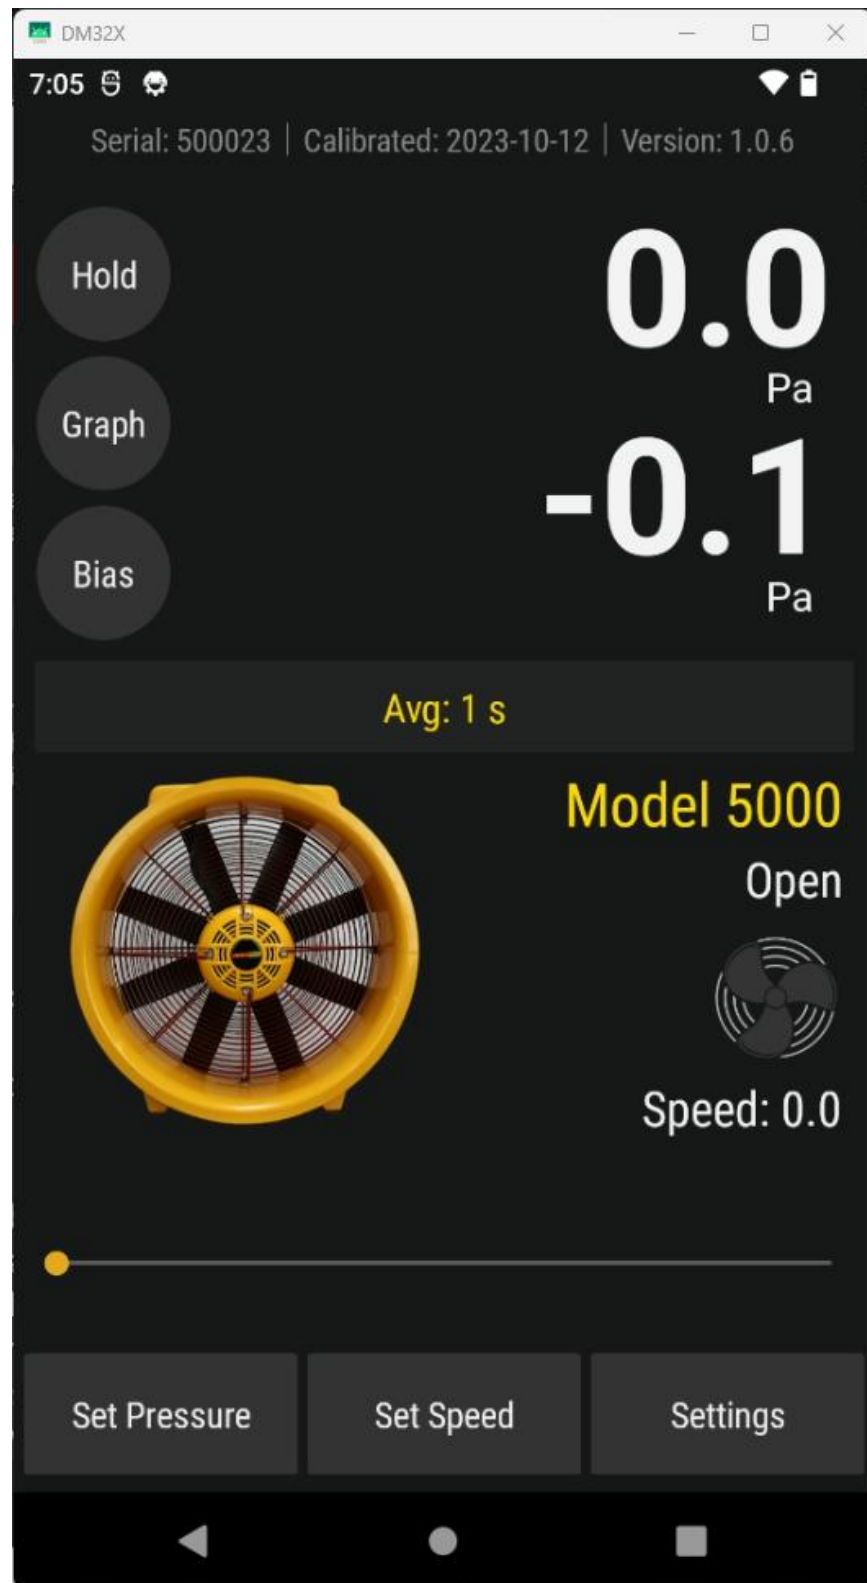 DM32X
7:05
Serial: 500023 | Calibrated: 2023-10-12 | Version: 1.0.6
Hold
0.0
Pa
Graph
-0.1
Pa
Bias
Avg: 1 s
Model 5000
Open
Speed: 0.0
Set Pressure
Set Speed
Settings